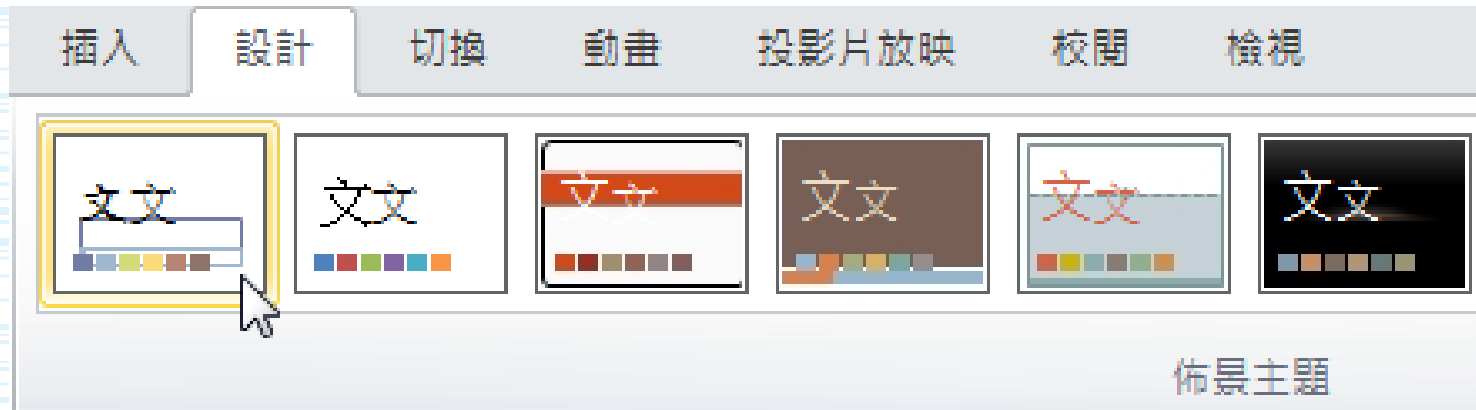 插入 設計 切換 動畫 投影片放映 校閱 檢視
文文 文文 文文 文文 文文 文文
佈景主題